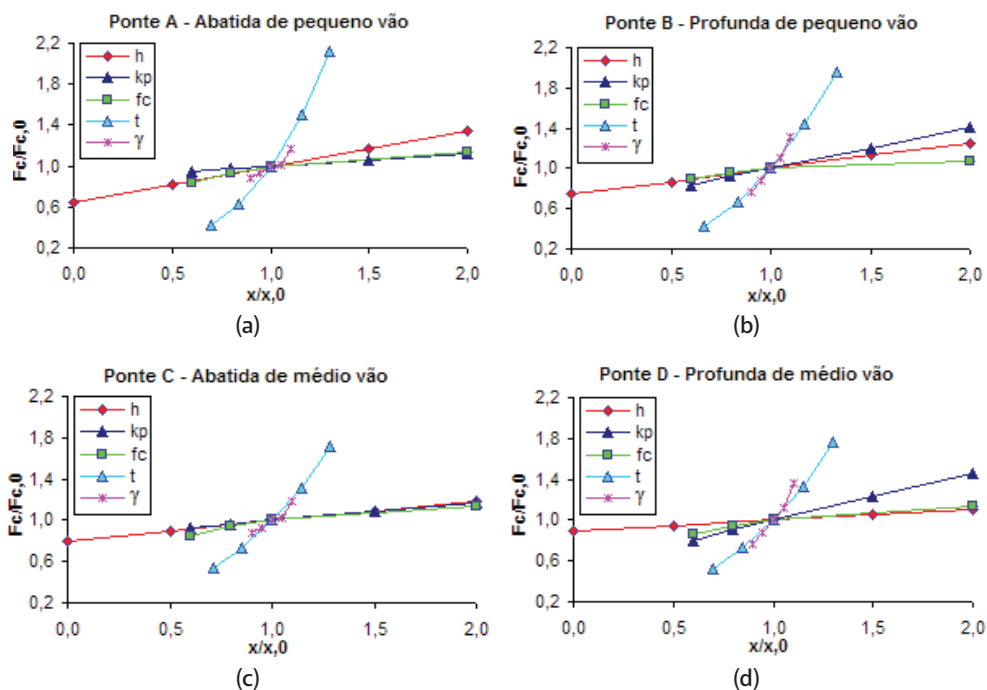 Ponte A - Abatida de pequeno vão
2,2
1,8
1,4
1,0
0,6
0,2
Fc/Fc,0
h
kp
fc
t
γ
0,0 0,5 1,0 1,5 2,0
x/x,0
(a)
Ponte B - Profunda de pequeno vão
2,2
1,8
1,4
1,0
0,6
0,2
Fc/Fc,0
h
kp
fc
t
γ
0,0 0,5 1,0 1,5 2,0
x/x,0
(b)
Ponte C - Abatida de médio vão
2,2
1,8
1,4
1,0
0,6
0,2
Fc/Fc,0
h
kp
fc
t
γ
0,0 0,5 1,0 1,5 2,0
x/x,0
(c)
Ponte D - Profunda de médio vão
2,2
1,8
1,4
1,0
0,6
0,2
Fc/Fc,0
h
kp
fc
t
γ
0,0 0,5 1,0 1,5 2,0
x/x,0
(d)